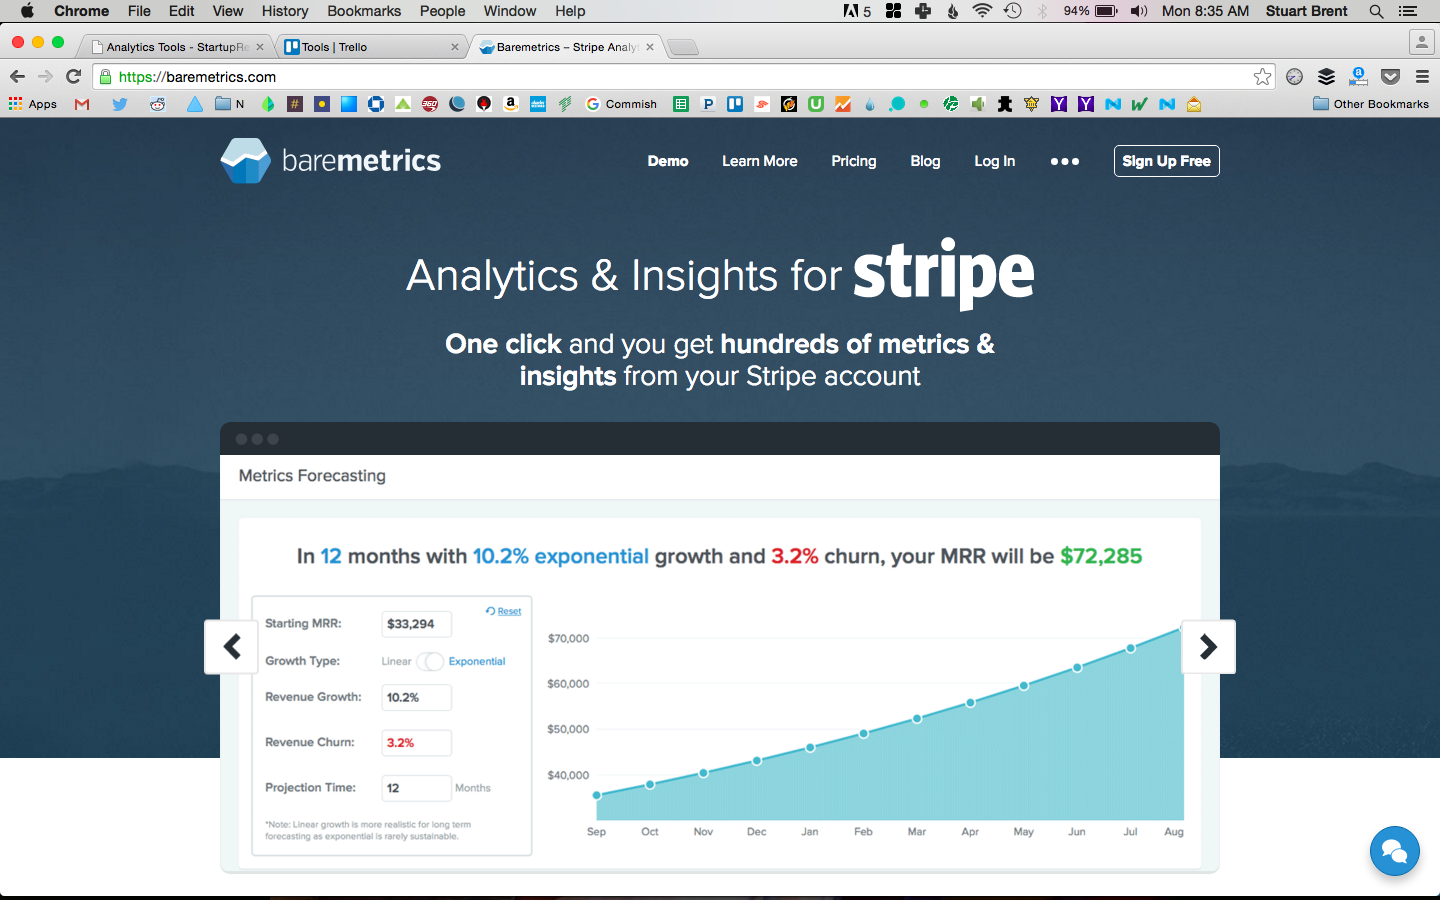 Chrome File Edit View History Bookmarks People Window Help 5 94% Mon 8:35 AM Stuart Brent
Analytics Tools - StartupRe Tools | Trello Baremetrics – Stripe Analyt
https://baremetrics.com
Apps N Commish Other Bookmarks
baremetrics Demo Learn More Pricing Blog Log In Sign Up Free
Analytics & Insights for stripe
One click and you get hundreds of metrics &
insights from your Stripe account
Metrics Forecasting
In 12 months with 10.2% exponential growth and 3.2% churn, your MRR will be $72,285
Reset
Starting MRR: $33,294
Growth Type: Linear Exponential
Revenue Growth: 10.2%
Revenue Churn: 3.2%
Projection Time: 12 Months
*Note: Linear growth is more realistic for long term
forecasting as exponential is rarely sustainable.
$70,000
$60,000
$50,000
$40,000
Sep Oct Nov Dec Jan Feb Mar Apr May Jun Jul Aug